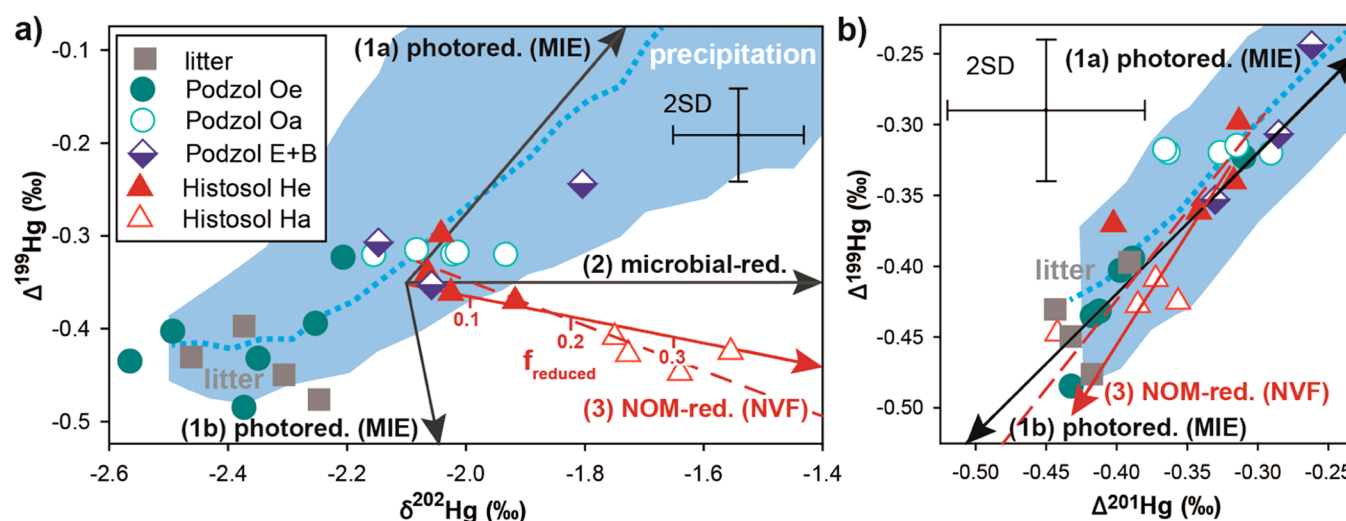 a)
litter
Podzol Oe
Podzol Oa
Podzol E+B
Histosol He
Histosol Ha
(1a) photored. (MIE)
precipitation
2SD
(2) microbial-red.
0.1
0.2
0.3
f reduced
(3) NOM-red. (NVF)
litter
(1b) photored. (MIE)
Δ199Hg (‰)
-0.1
-0.2
-0.3
-0.4
-0.5
-2.6 -2.2 -2.0 -1.8 -1.6 -1.4
δ202Hg (‰)
b)
2SD
(1a) photored. (MIE)
litter
(3) NOM-red. (NVF)
(1b) photored. (MIE)
Δ199Hg (‰)
-0.25
-0.30
-0.35
-0.40
-0.45
-0.50
-0.50 -0.40 -0.35 -0.30 -0.25
Δ201Hg (‰)